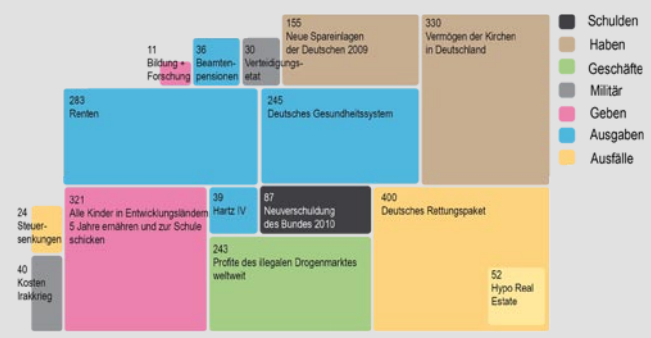 155
Neue Spareinlagen
der Deutschen 2009
330
Vermögen der Kirchen
in Deutschland
11
Bildung +
Forschung
36
Beamten-
pensionen
30
Verteidigungs-
etat
283
Renten
245
Deutsches Gesundheitssystem
24
Steuer-
senkungen
40
Kosten
Irakkrieg
321
Alle Kinder in Entwicklungsländern
5 Jahre ernähren und zur Schule
schicken
39
Hartz IV
87
Neuverschuldung
des Bundes 2010
243
Profite des illegalen Drogenmarktes
weltweit
400
Deutsches Rettungspaket
52
Hypo Real
Estate
Schulden
Haben
Geschäfte
Militär
Geben
Ausgaben
Ausfälle